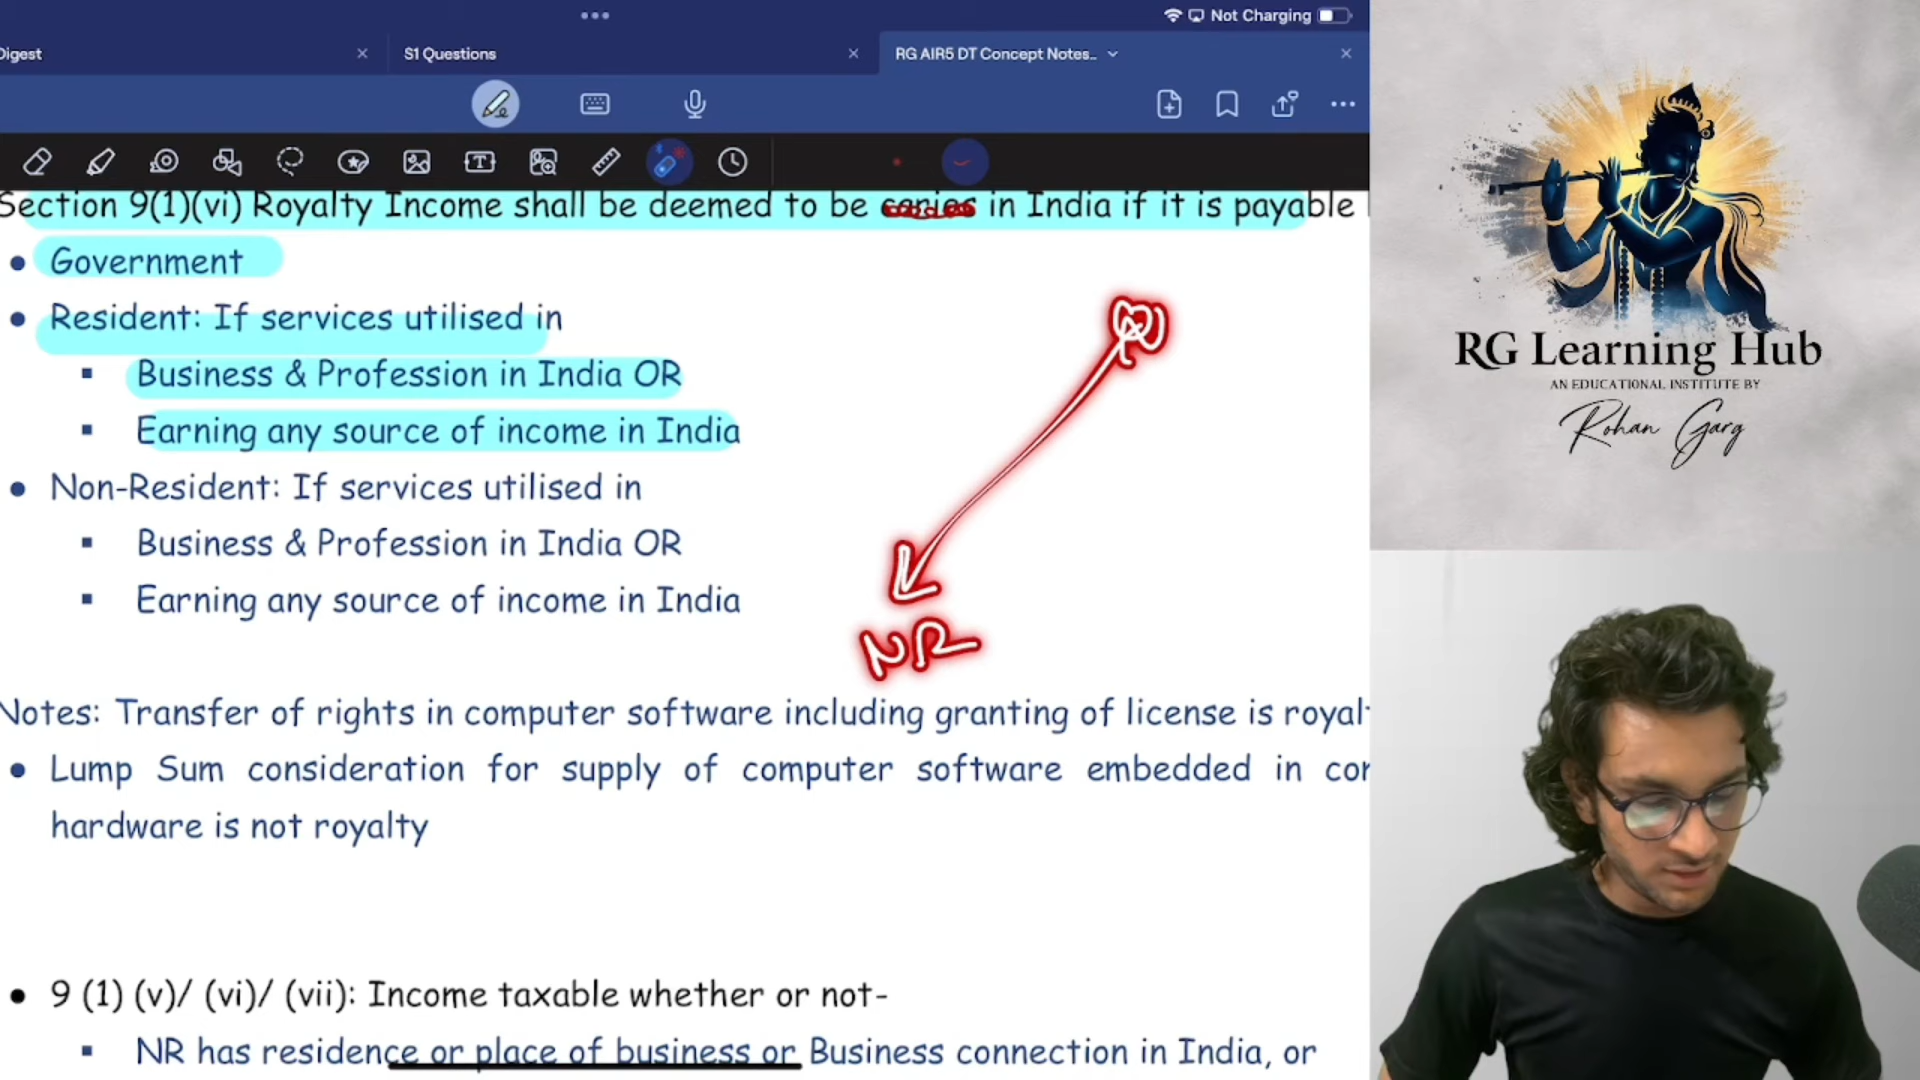 Not Charging
Digest
S1 Questions
RG AIR5 DT Concept Notes..
Section 9(1)(vi) Royalty Income shall be deemed to be in India if it is payable
Government
Resident: If services utilised in
Business & Profession in India OR
Earning any source of income in India
Non-Resident: If services utilised in
Business & Profession in India OR
Earning any source of income in India
R
NR
Notes: Transfer of rights in computer software including granting of license is royal
Lump Sum consideration for supply of computer software embedded in
hardware is not royalty
9 (1) (v)/ (vi)/ (vii): Income taxable whether or not-
NR has residence or place of business or Business connection in India, or
RG Learning Hub
AN EDUCATIONAL INSTITUTE BY
Rohan Garg